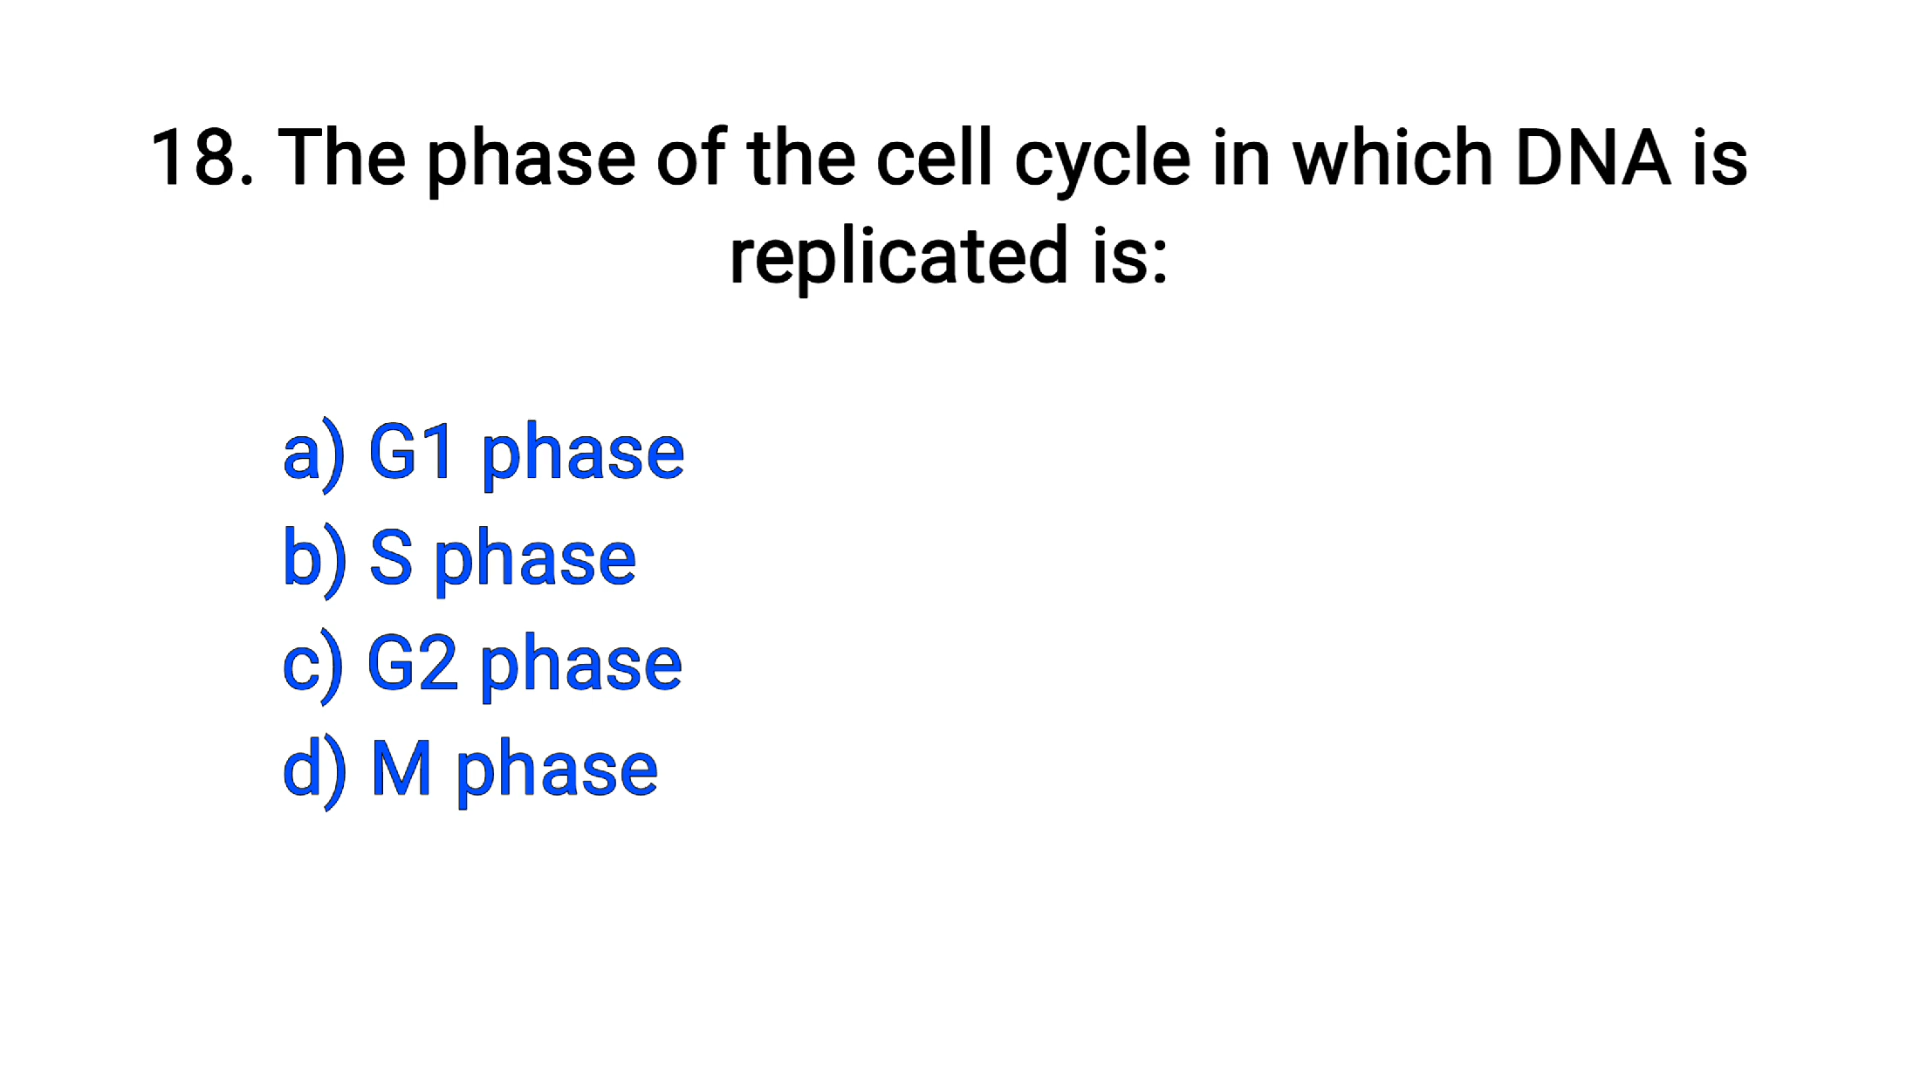 18. The phase of the cell cycle in which DNA is
replicated is:
a) G1 phase
b) S phase
c) G2 phase
d) M phase